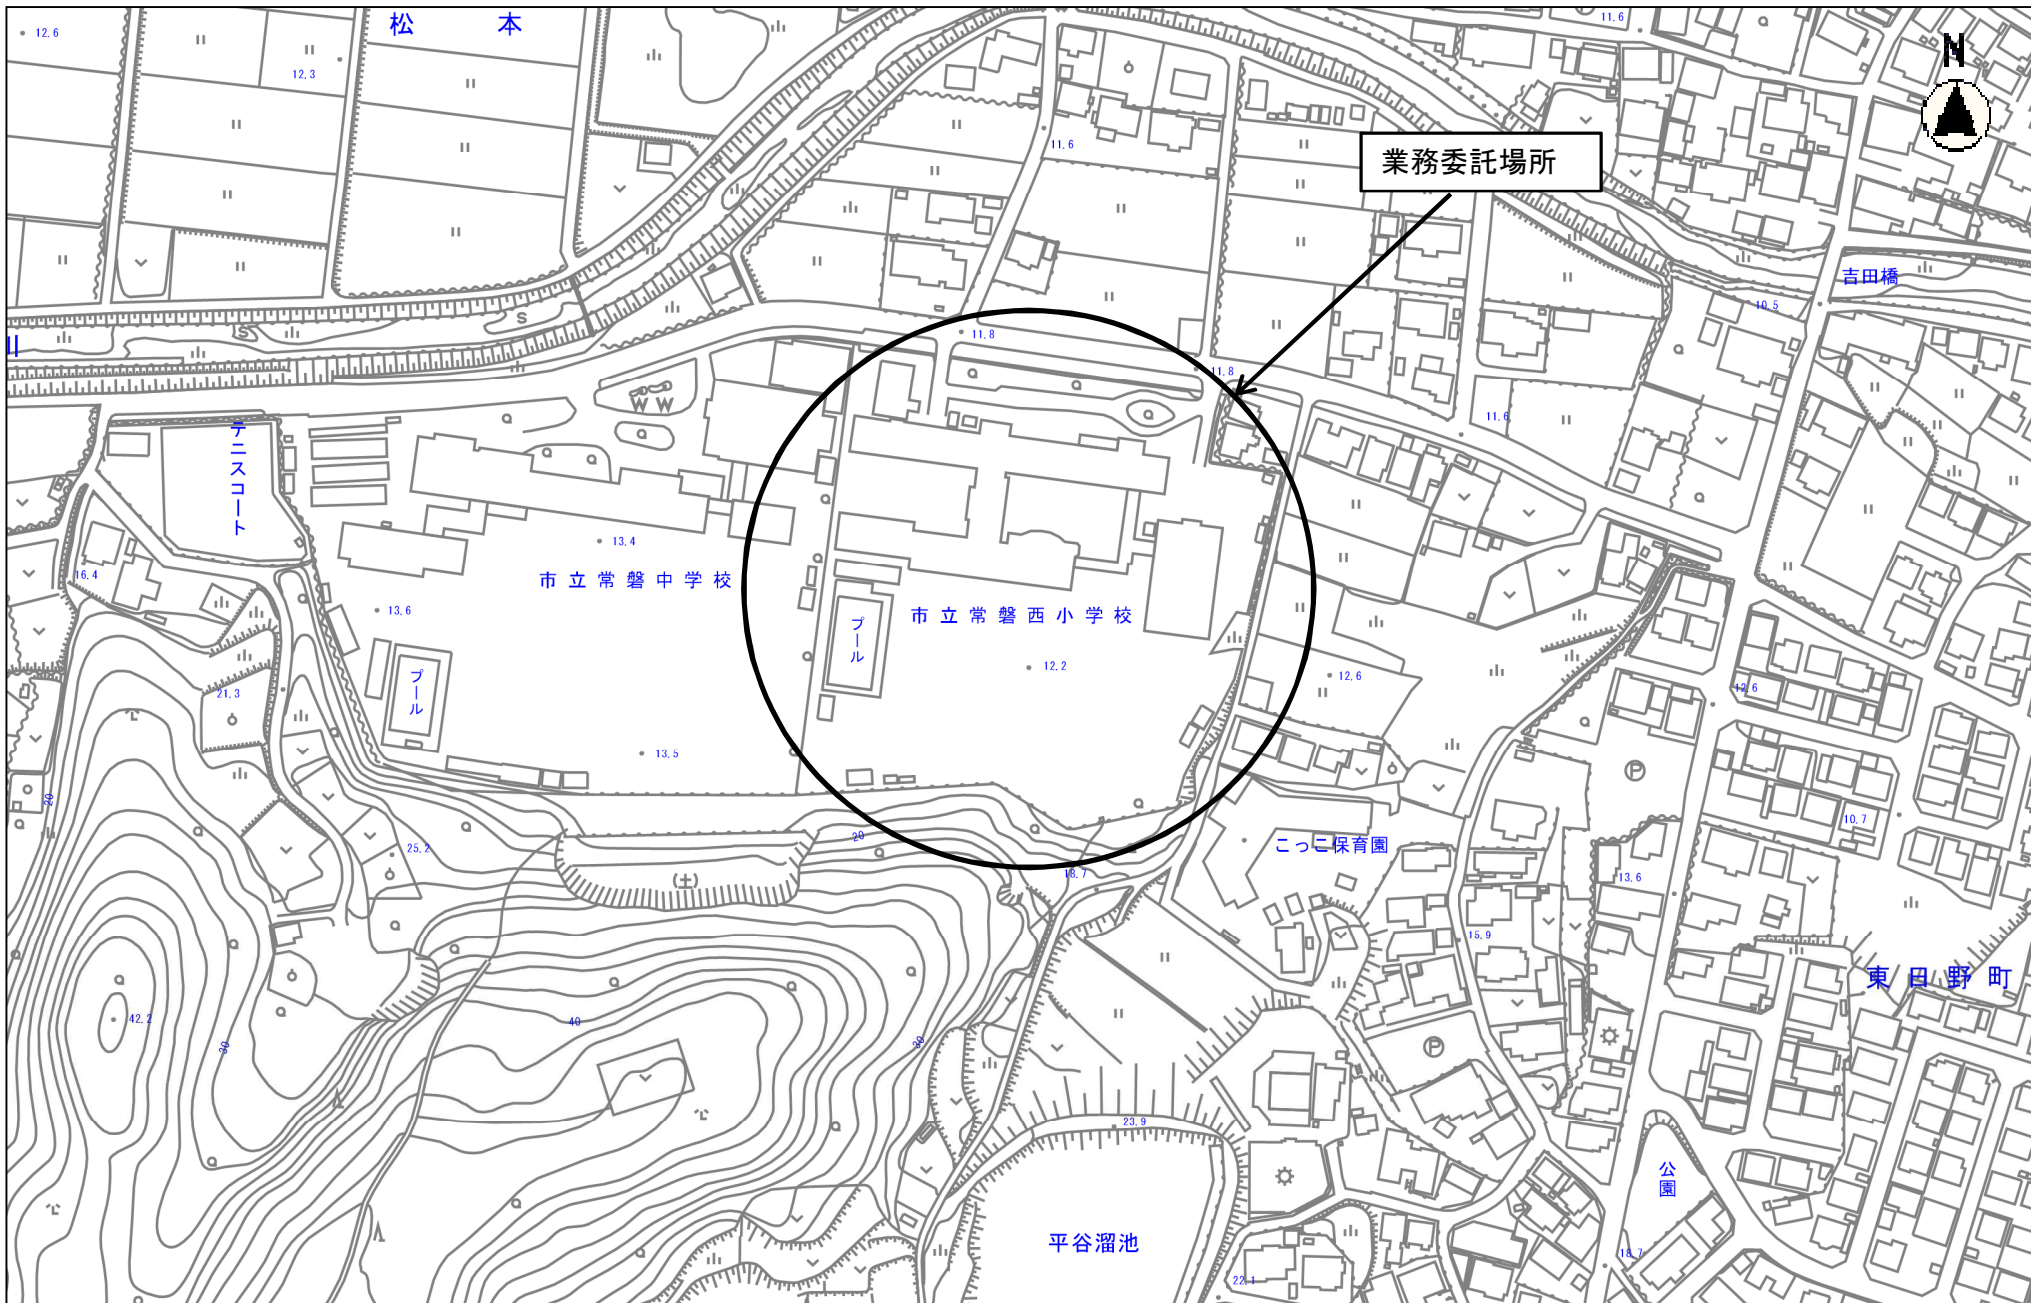 松本
12.6
12.3
11.6
N
11.6
業務委託場所
吉田橋
10.5
川
11.8
11.8
11.6
テニスコート
13.4
市立常磐中学校
16.4
13.6
市立常磐西小学校
プール
12.2
12.6
プール
21.3
12.6
13.5
20
20
25.2
こっこ保育園
10.7
18.7
13.6
(土)
15.9
東日野町
42.2
40
30
30
P
P
23.9
公園
平谷溜池
18.7
22.1